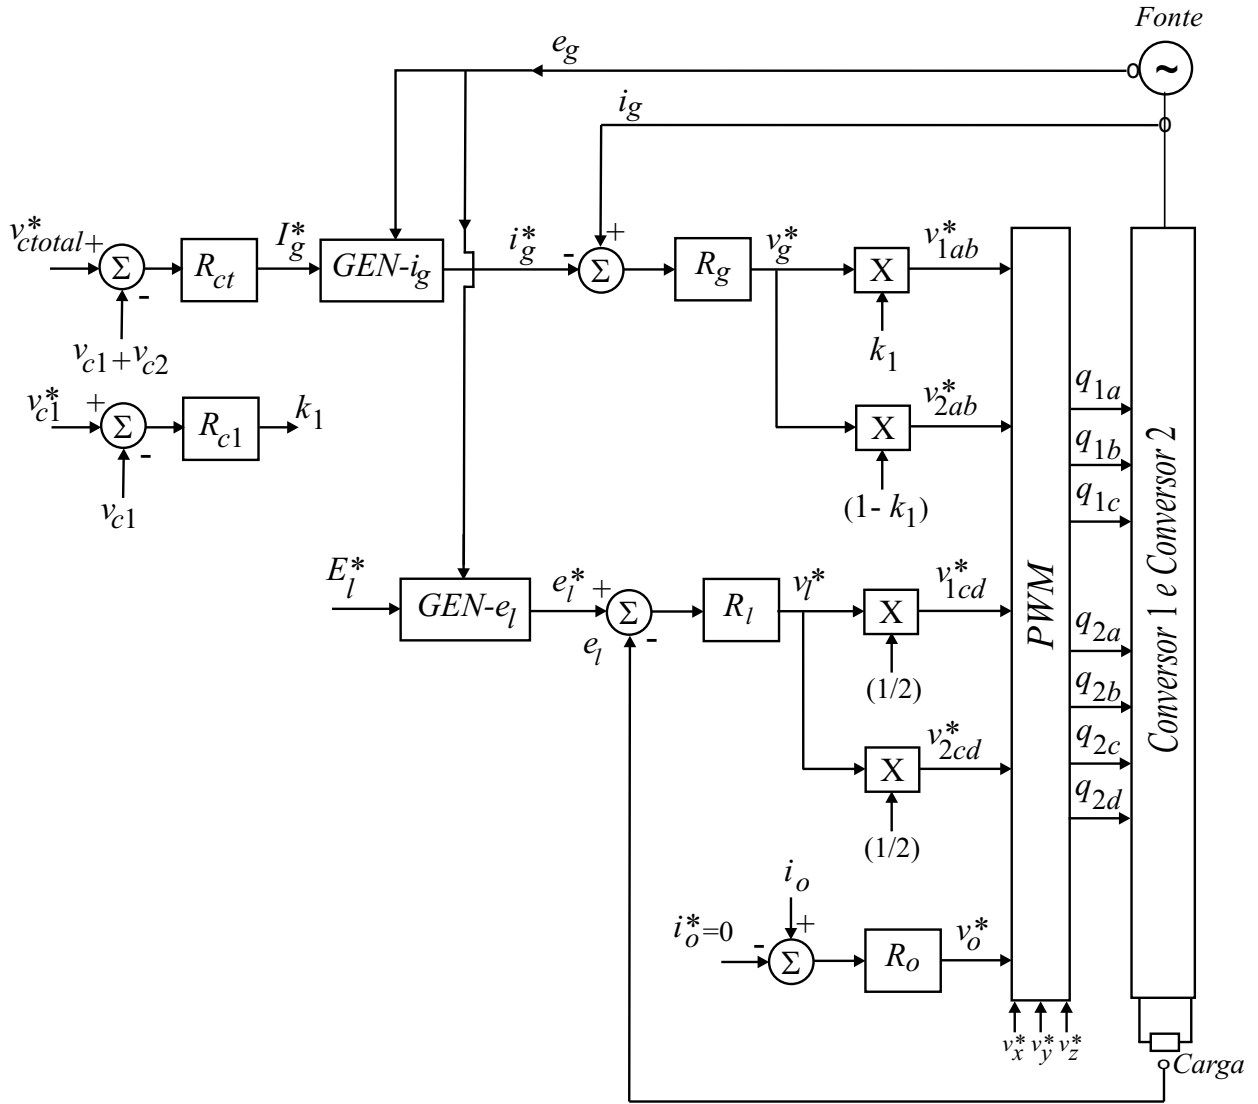 Fonte
~
e_g
i_g
v*_ctotal +
Σ
-
v_c1 + v_c2
R_ct
I*_g
GEN-i_g
i*_g
-
+
Σ
R_g
v*_g
X
k_1
v*_1ab
v*_c1
+
Σ
-
v_c1
R_c1
k_1
X
(1- k_1)
v*_2ab
E*_l
GEN-e_l
e*_l
+
Σ
-
e_l
R_l
v_l*
X
(1/2)
v*_1cd
X
(1/2)
v*_2cd
i_o
i*_o=0
-
+
Σ
R_o
v*_o
PWM
v*_x v*_y v*_z
q_1a
q_1b
q_1c
q_2a
q_2b
q_2c
q_2d
Conversor 1 e Conversor 2
Carga